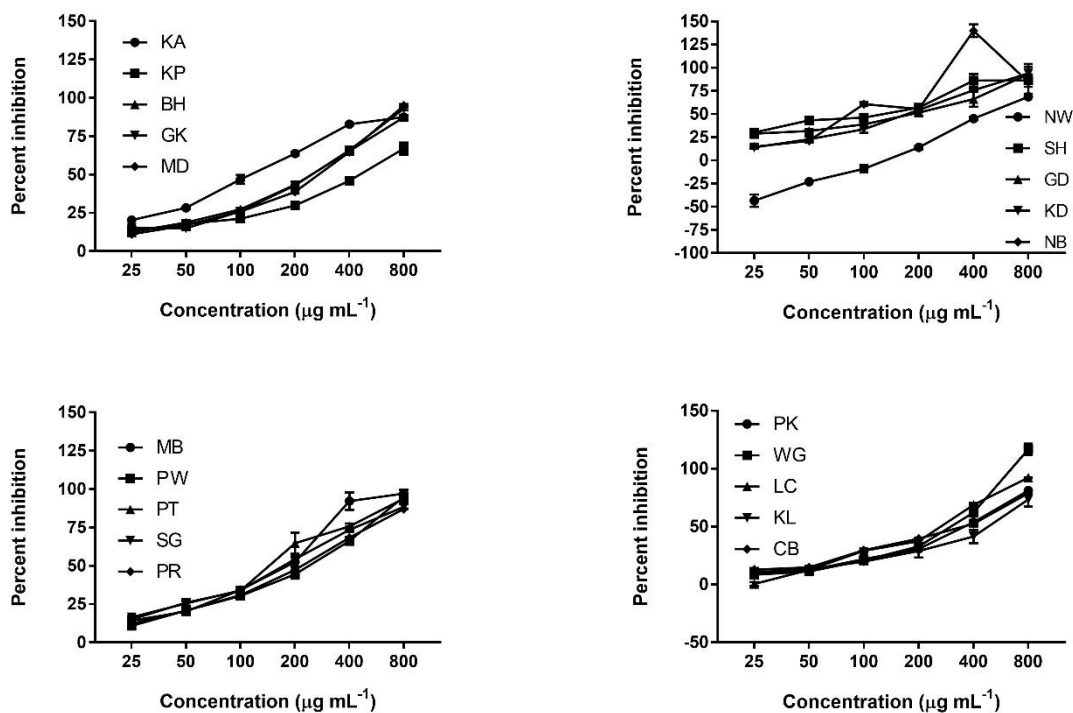 150
125
100
75
50
25
0
Percent inhibition
KA
KP
BH
GK
MD
25 50 100 200 400 800
Concentration (μg mL⁻¹)
150
125
100
75
50
25
0
-25
-50
-75
-100
Percent inhibition
NW
SH
GD
KD
NB
25 50 100 200 400 800
Concentration (μg mL⁻¹)
150
125
100
75
50
25
0
Percent inhibition
MB
PW
PT
SG
PR
25 50 100 200 400 800
Concentration (μg mL⁻¹)
150
100
50
0
-50
Percent inhibition
PK
WG
LC
KL
CB
25 50 100 200 400 800
Concentration (μg mL⁻¹)